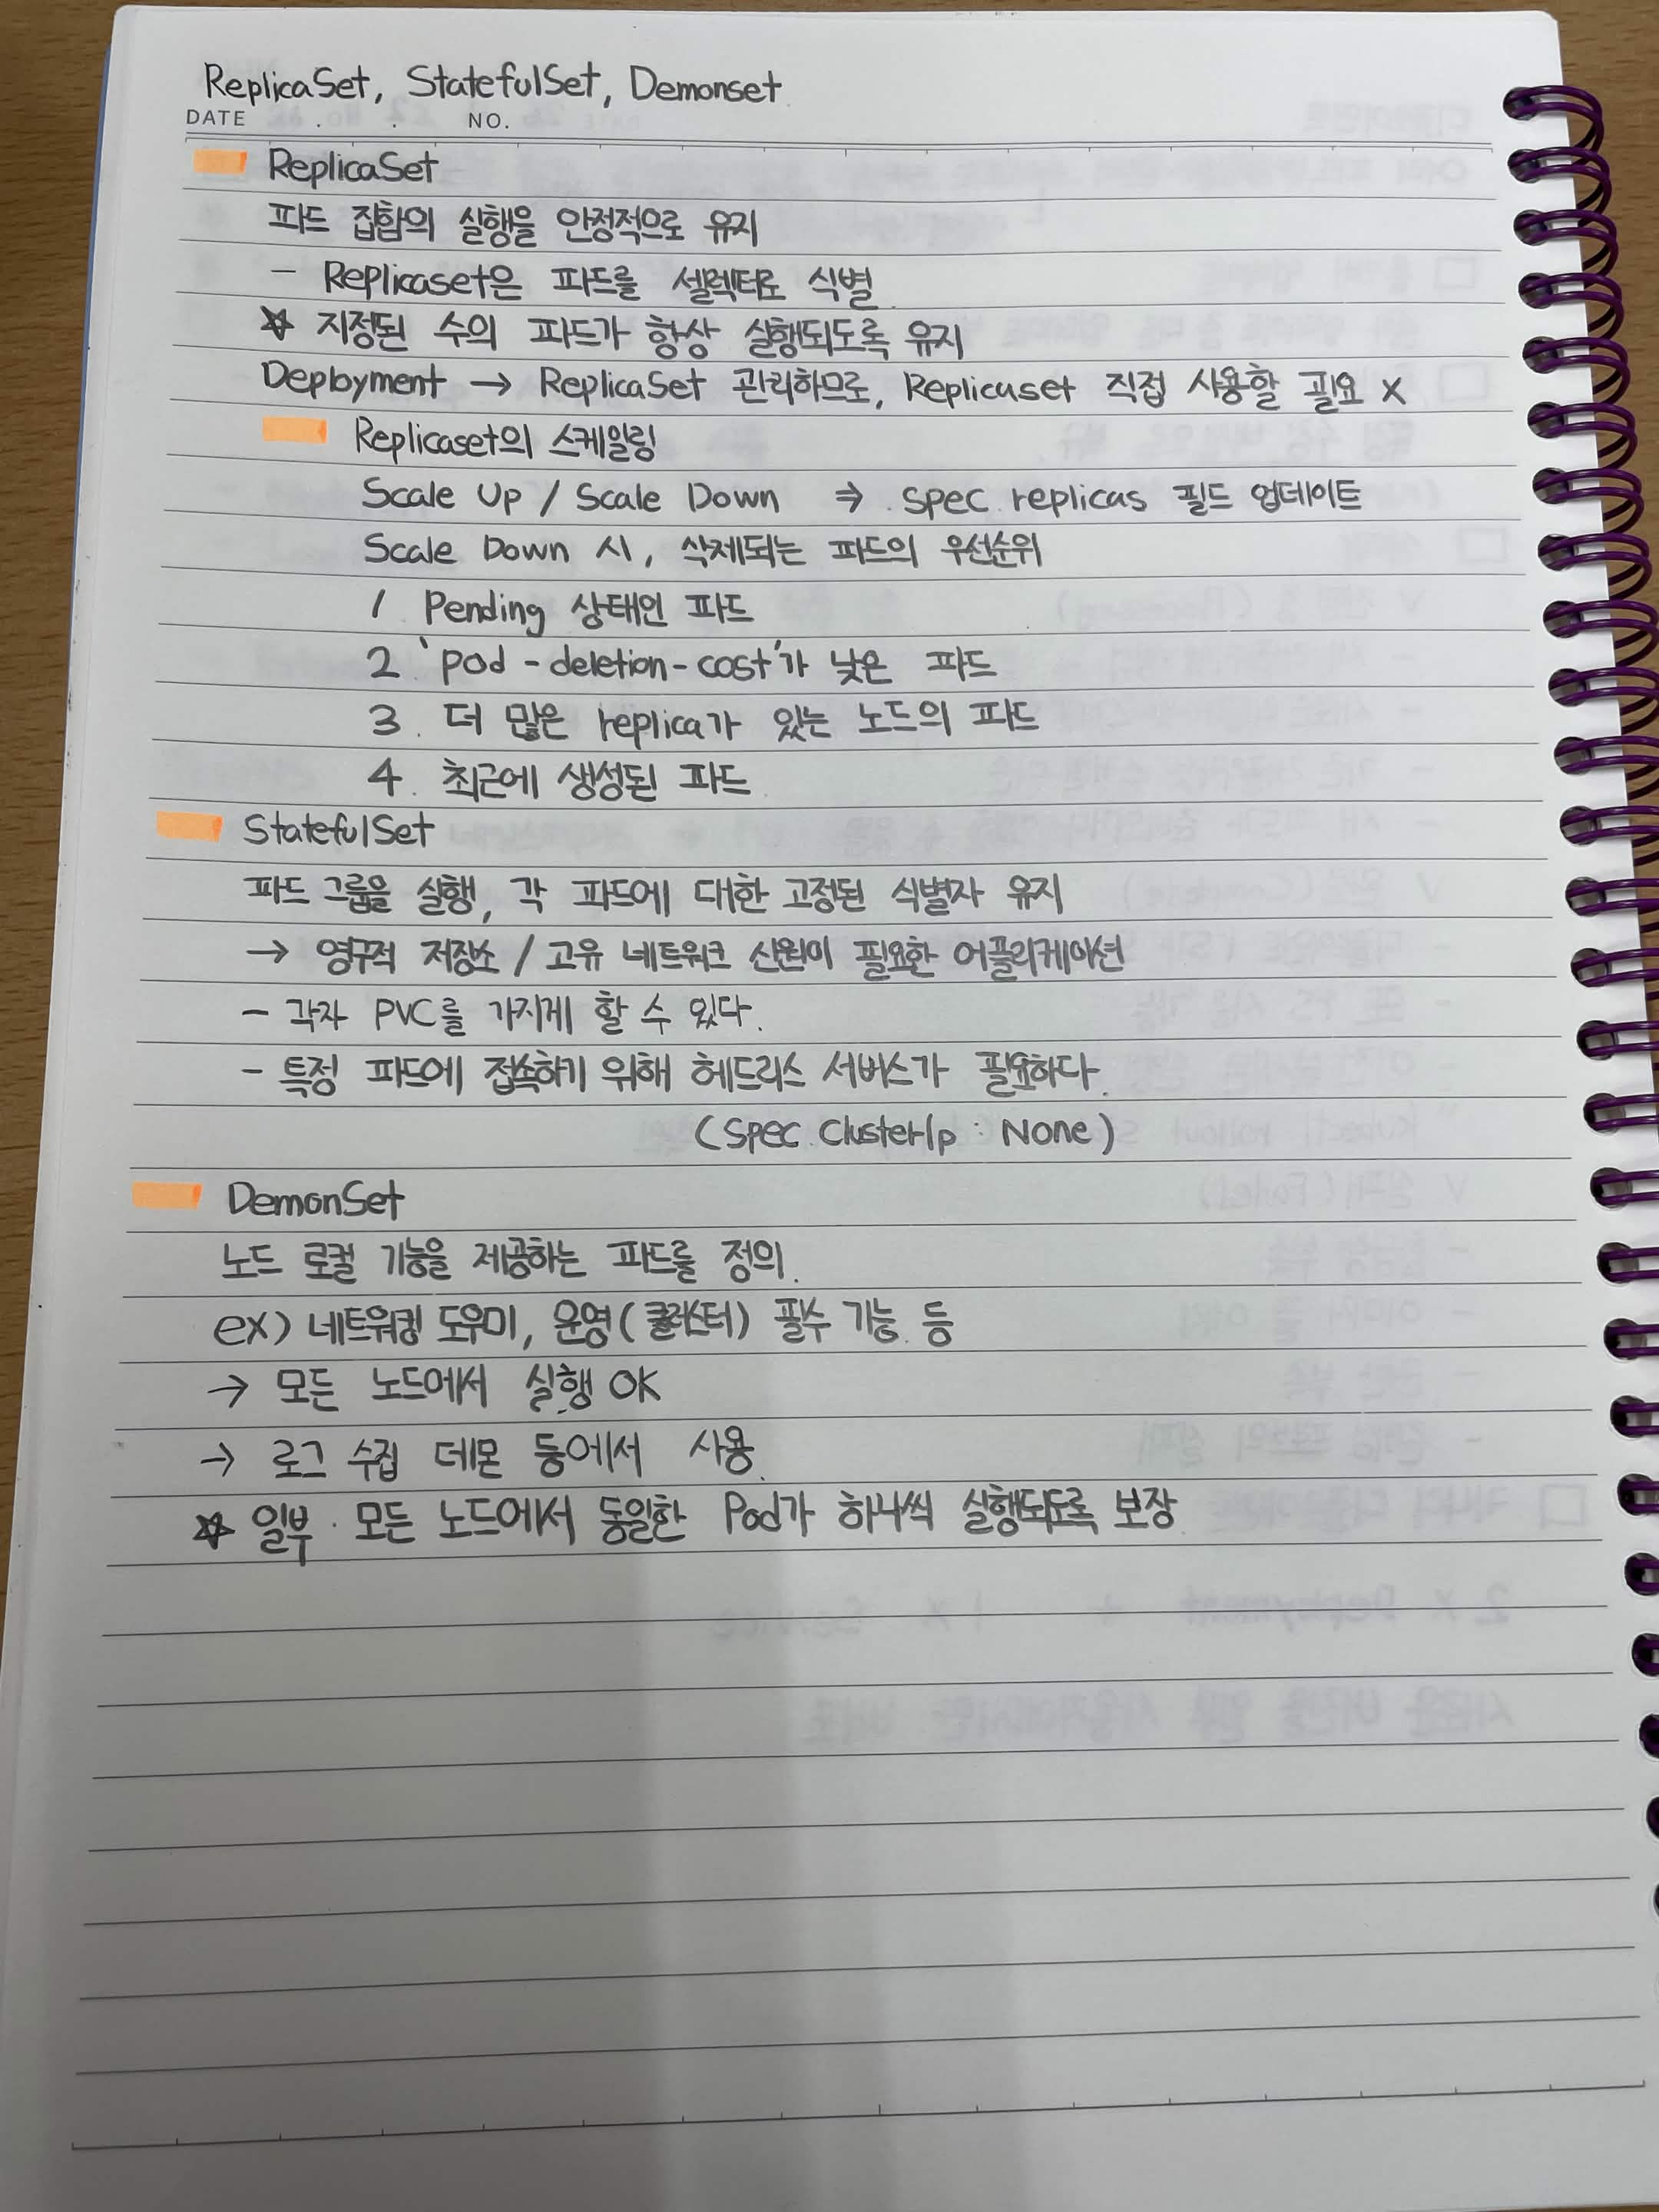 ReplicaSet, StatefulSet, Demonset
DATE . . NO.
ReplicaSet
파드 집합의 실행을 안정적으로 유지
- Replicaset은 파드를 셀렉터로 식별
☆ 지정된 수의 파드가 항상 실행되도록 유지
Deployment → ReplicaSet 관리하므로, Replicaset 직접 사용할 필요 X
Replicaset의 스케일링
Scale Up / Scale Down ⇒ spec.replicas 필드 업데이트
Scale Down 시, 삭제되는 파드의 우선순위
1. Pending 상태인 파드
2. 'pod-deletion-cost'가 낮은 파드
3. 더 많은 replica가 있는 노드의 파드
4. 최근에 생성된 파드
StatefulSet
파드 그룹을 실행, 각 파드에 대한 고정된 식별자 유지
→ 영구적 저장소 / 고유 네트워크 신원이 필요한 어플리케이션
- 각자 PVC를 가지게 할 수 있다.
- 특정 파드에 접속하기 위해 헤드리스 서비스가 필요하다.
(spec.ClusterIp : None)
DemonSet
노드 로컬 기능을 제공하는 파드를 정의.
ex) 네트워킹 도우미, 운영(클러스터) 필수 기능 등
→ 모든 노드에서 실행 OK
→ 로그 수집 데몬 등에서 사용.
☆ 일부·모든 노드에서 동일한 Pod가 하나씩 실행되도록 보장